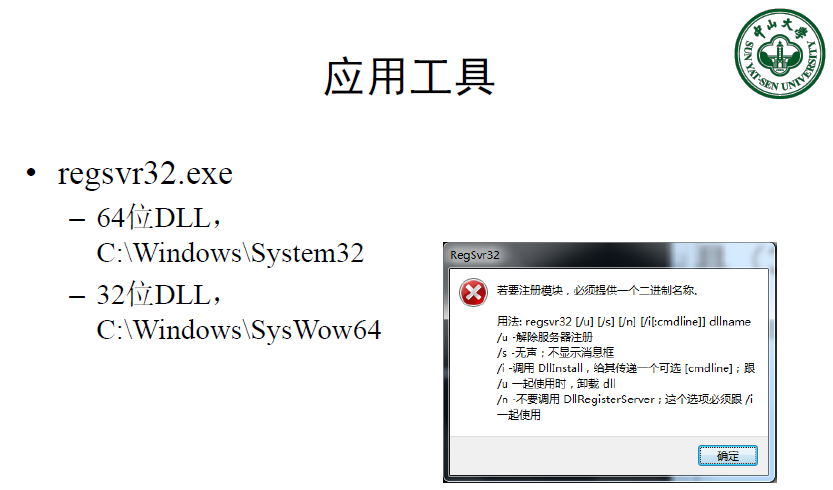 中山大学
SUN YAT-SEN UNIVERSITY
应用工具
• regsvr32.exe
– 64位DLL，
C:\Windows\System32
– 32位DLL，
C:\Windows\SysWow64
RegSvr32
若要注册模块，必须提供一个二进制名称。
用法: regsvr32 [/u] [/s] [/n] [/i[:cmdline]] dllname
/u -解除服务器注册
/s -无声；不显示消息框
/i -调用 DllInstall，给其传递一个可选 [cmdline]；跟
/u 一起使用时，卸载 dll
/n -不要调用 DllRegisterServer；这个选项必须跟 /i
一起使用
确定